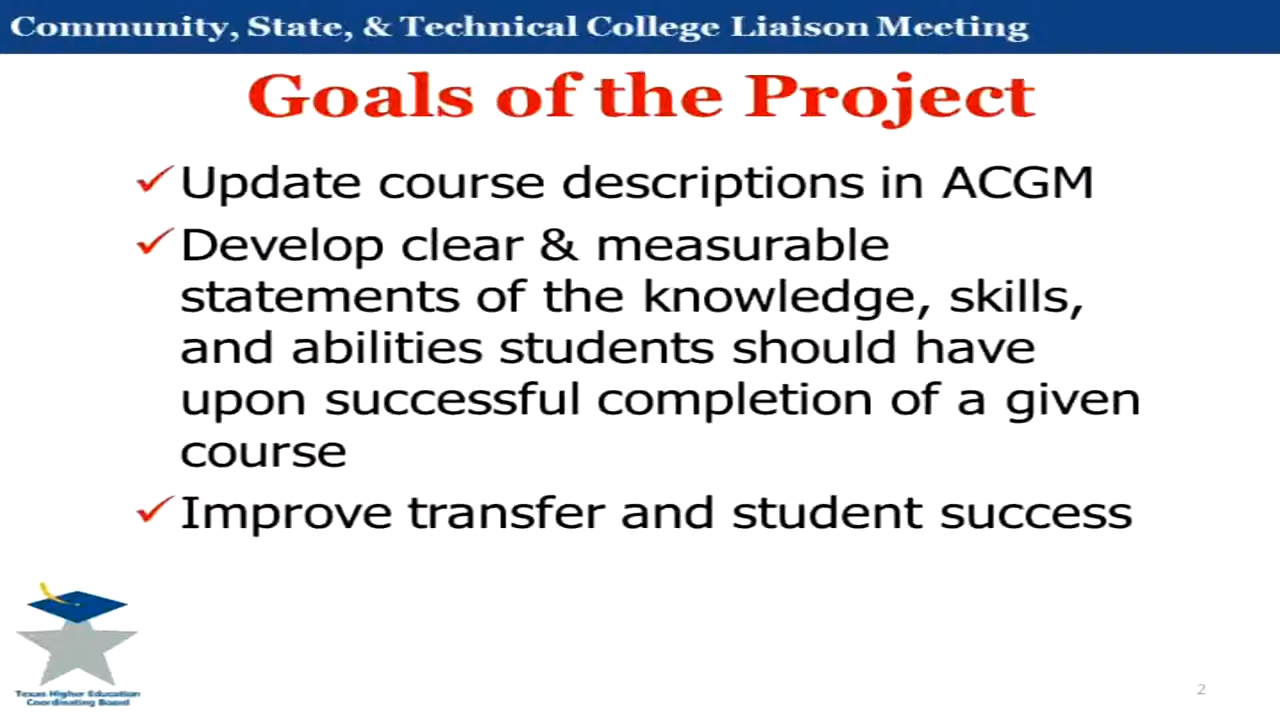 Community, State, & Technical College Liaison Meeting
Goals of the Project
Update course descriptions in ACGM
Develop clear & measurable
statements of the knowledge, skills,
and abilities students should have
upon successful completion of a given
course
Improve transfer and student success
Texas Higher Education
Coordinating Board
2